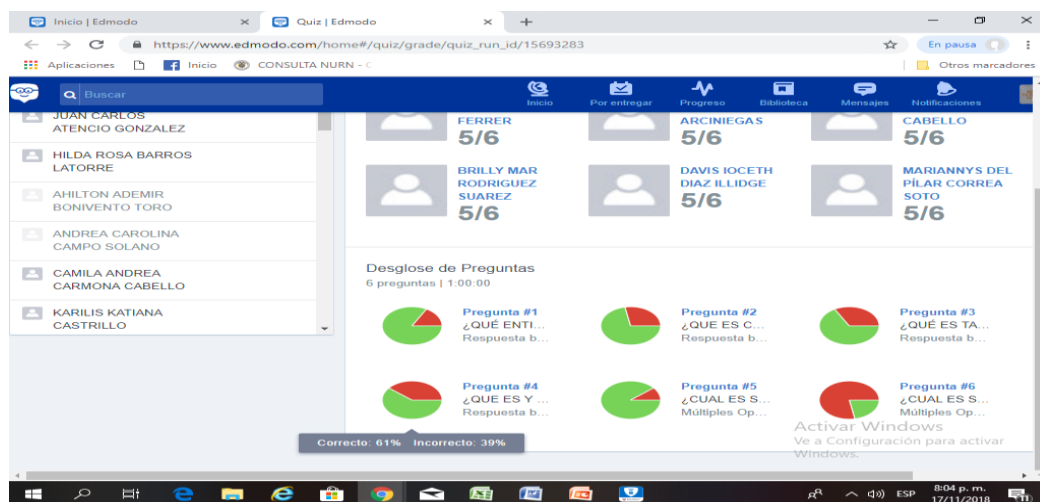 Inicio | Edmodo
Quiz | Edmodo
https://www.edmodo.com/home#/quiz/grade/quiz_run_id/15693283
En pausa
Aplicaciones
Inicio
CONSULTA NURN - C
Otros marcadores
Buscar
Inicio
Por entregar
Progreso
Biblioteca
Mensajes
Notificaciones
JUAN CARLOS
ATENCIO GONZALEZ
HILDA ROSA BARROS
LATORRE
AHILTON ADEMIR
BONIVENTO TORO
ANDREA CAROLINA
CAMPO SOLANO
CAMILA ANDREA
CARMONA CABELLO
KARILIS KATIANA
CASTRILLO
FERRER
5/6
ARCINIEGAS
5/6
CABELLO
5/6
BRILLY MAR
RODRIGUEZ
SUAREZ
5/6
DAVIS IOCETH
DIAZ ILLIDGE
5/6
MARIANNYS DEL
PÍLAR CORREA
SOTO
5/6
Desglose de Preguntas
6 preguntas | 1:00:00
Pregunta #1
¿QUÉ ENTI...
Respuesta b...
Pregunta #2
¿QUE ES C...
Respuesta b...
Pregunta #3
¿QUÉ ES TA...
Respuesta b...
Pregunta #4
¿QUE ES Y ...
Respuesta b...
Pregunta #5
¿CUAL ES S...
Múltiples Op...
Pregunta #6
¿CUAL ES S...
Múltiples Op...
Correcto: 61% Incorrecto: 39%
Activar Windows
Ve a Configuración para activar
Windows.
ESP
8:04 p. m.
17/11/2018